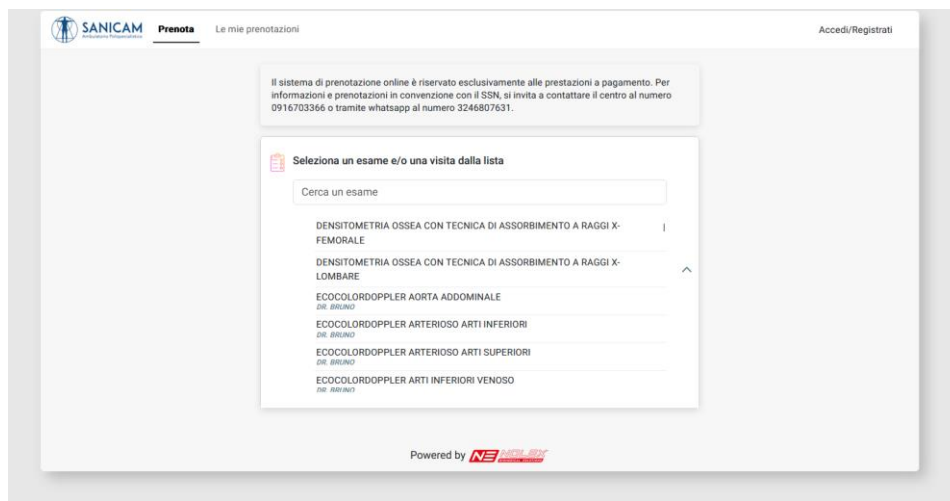 SANICAM
Prenota
Le mie prenotazioni
Accedi/Registrati
Il sistema di prenotazione online è riservato esclusivamente alle prestazioni a pagamento. Per
informazioni e prenotazioni in convenzione con il SSN, si invita a contattare il centro al numero
0916703366 o tramite whatsapp al numero 3246807631.
Seleziona un esame e/o una visita dalla lista
Cerca un esame
DENSITOMETRIA OSSEA CON TECNICA DI ASSORBIMENTO A RAGGI X-
FEMORALE
DENSITOMETRIA OSSEA CON TECNICA DI ASSORBIMENTO A RAGGI X-
LOMBARE
ECOCOLORDOPPLER AORTA ADDOMINALE
DR. BRUNO
ECOCOLORDOPPLER ARTERIOSO ARTI INFERIORI
DR. BRUNO
ECOCOLORDOPPLER ARTERIOSO ARTI SUPERIORI
DR. BRUNO
ECOCOLORDOPPLER ARTI INFERIORI VENOSO
DR. BRUNO
Powered by NE NOLEX